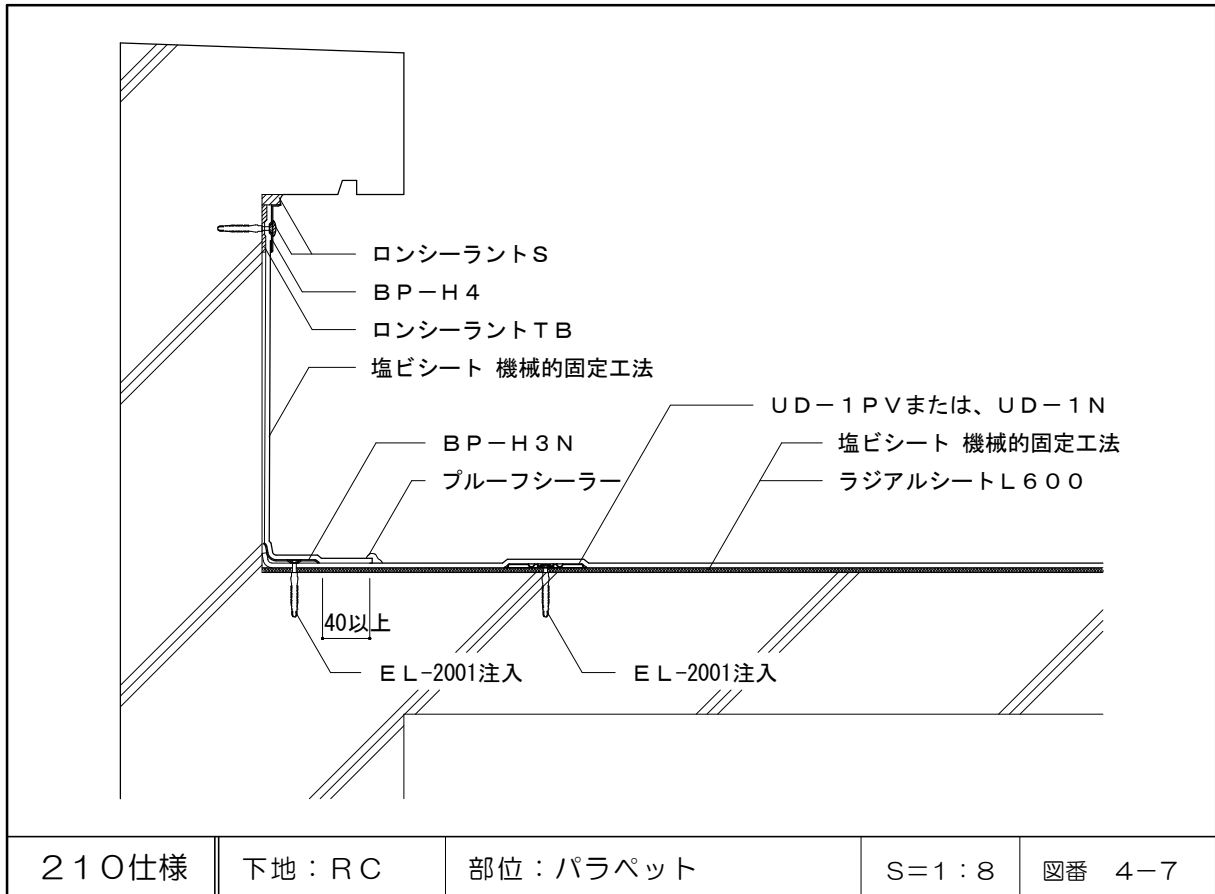 ロンシーラントＳ
ＢＰ－Ｈ４
ロンシーラントＴＢ
塩ビシート 機械的固定工法
ＵＤ－１ＰＶまたは、ＵＤ－１Ｎ
ＢＰ－Ｈ３Ｎ
塩ビシート 機械的固定工法
プルーフシーラー
ラジアルシートＬ６００
40以上
ＥＬ-2001注入
ＥＬ-2001注入
２１０仕様
下地：ＲＣ
部位：パラペット
Ｓ＝１：８
図番 ４－７